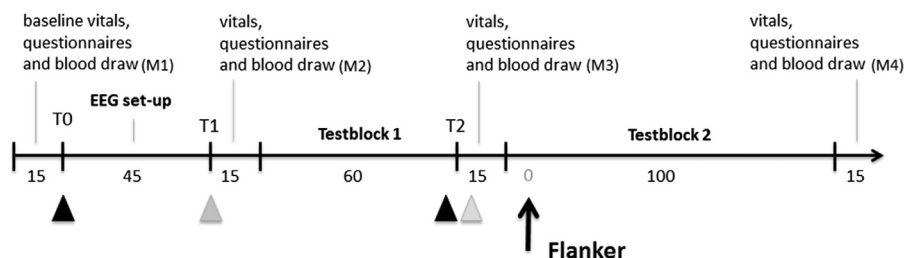 baseline vitals,
questionnaires
and blood draw (M1)
vitals,
questionnaires
and blood draw (M2)
vitals,
questionnaires
and blood draw (M3)
vitals,
questionnaires
and blood draw (M4)
EEG set-up
T0
T1
Testblock 1
T2
Testblock 2
15
45
15
60
15
0
100
15
Flanker